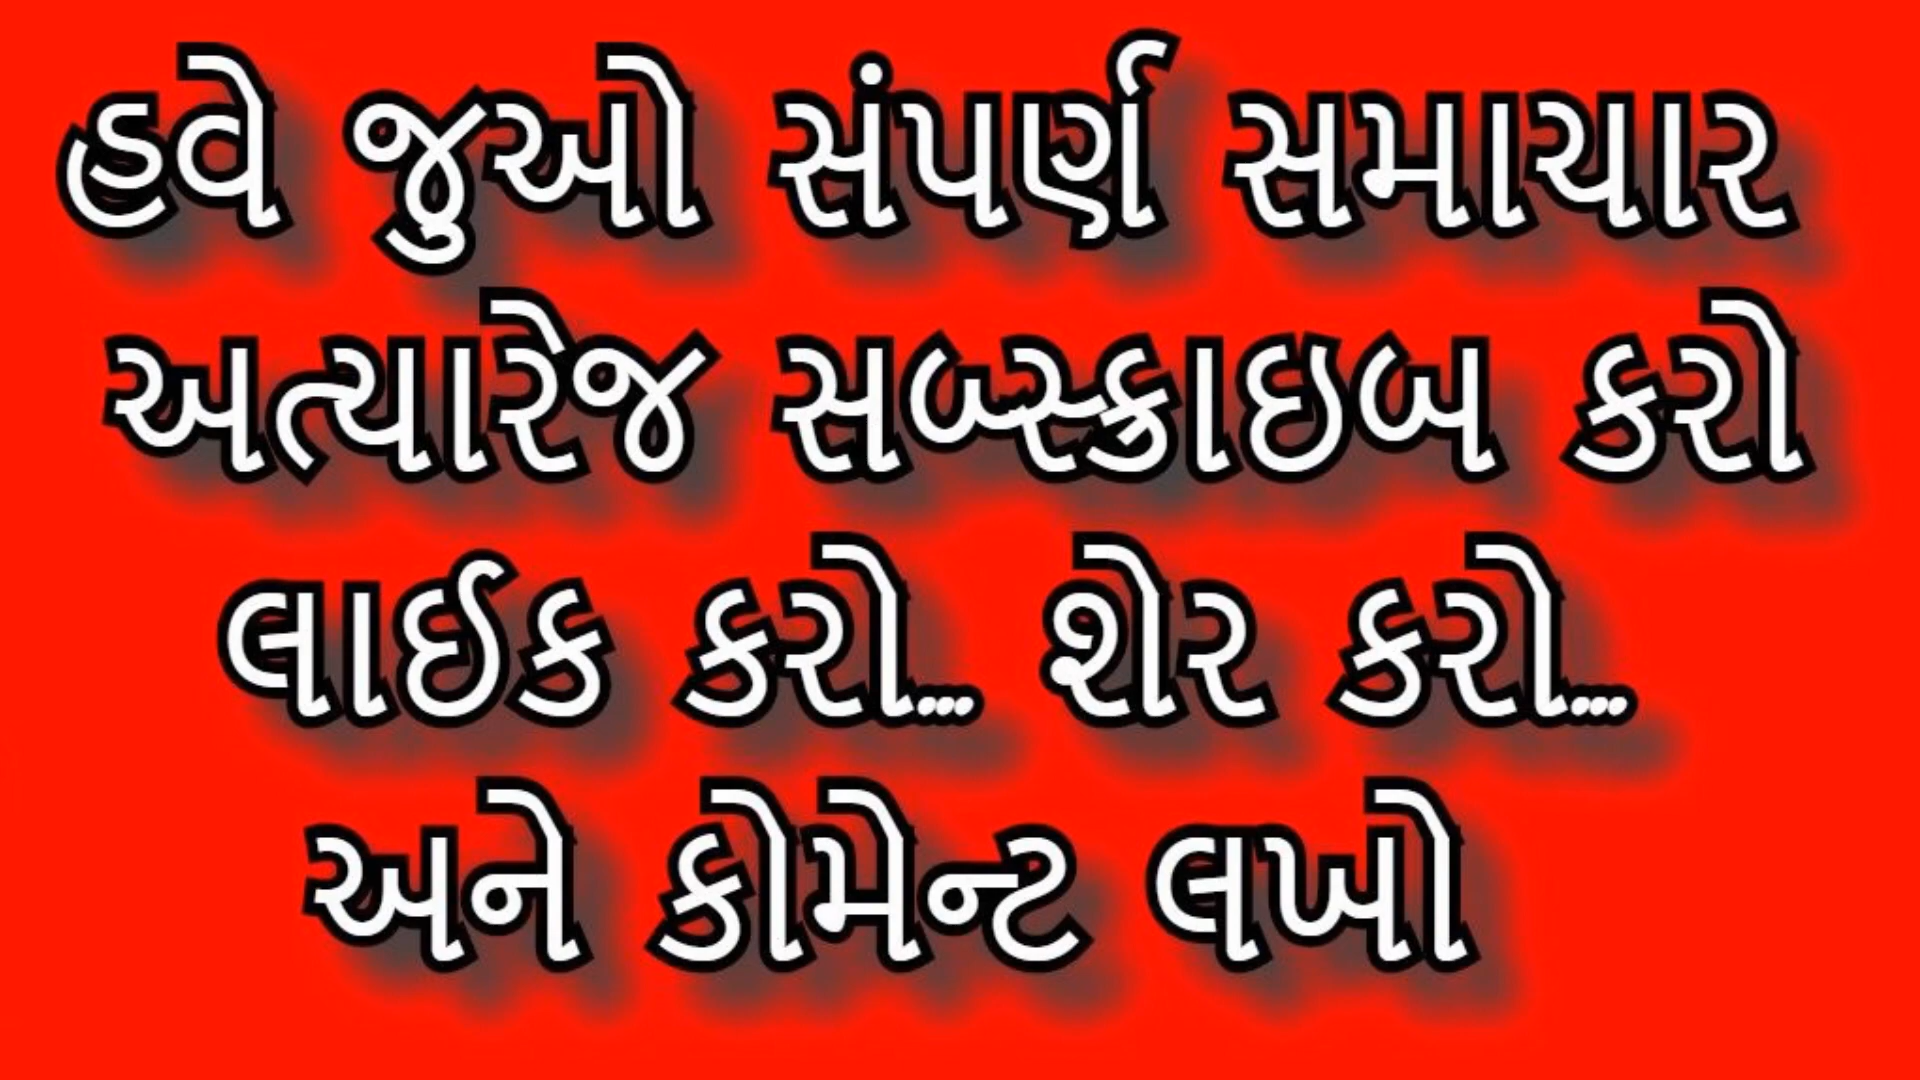 હવે જુઓ સંપર્ણ સમાચાર
અત્યારેજ સબ્સ્ક્રાઇબ કરો
લાઈક કરો... શેર કરો...
અને કોમેન્ટ લખો